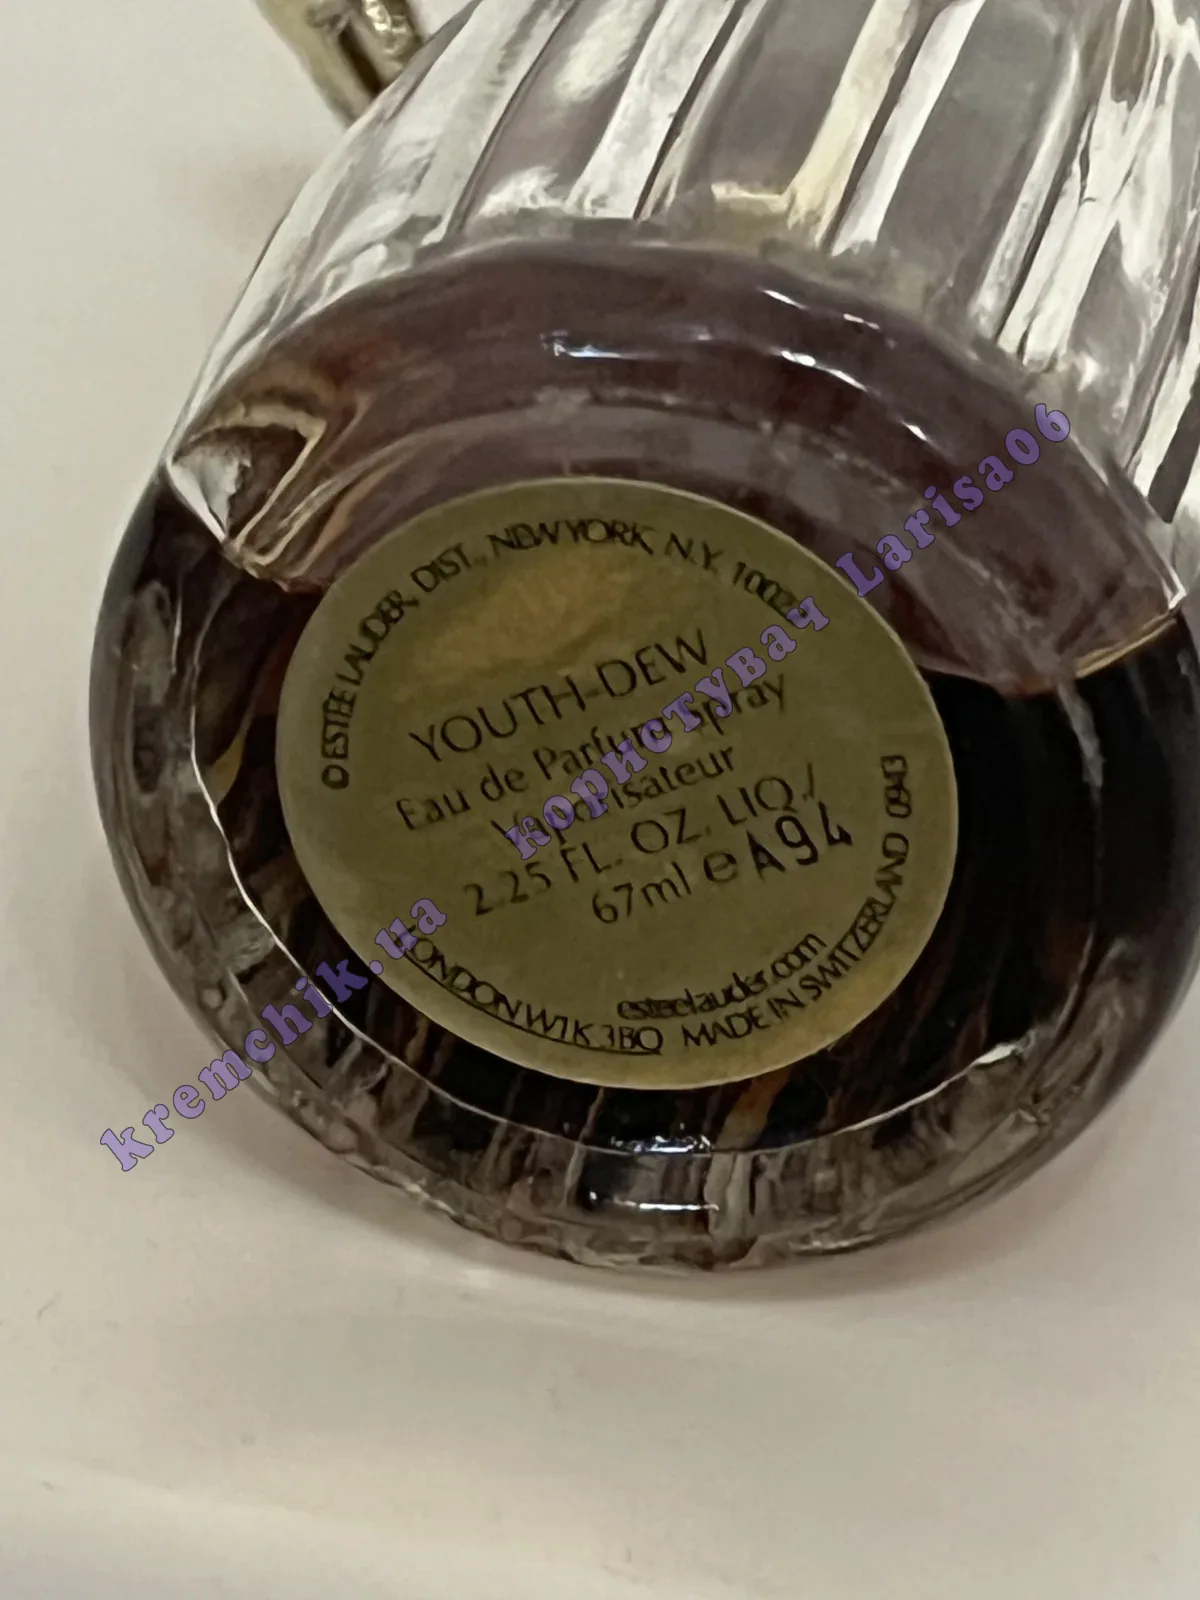 ©ESTEE LAUDER DIST., NEW YORK, N.Y. 10022
YOUTH-DEW
Eau de Parfum Spray
Vaporisateur
2.25 FL. OZ. LIQ./
67ml e A94
esteelauder.com
LONDON W1K 3BQ MADE IN SWITZERLAND 0943
kremchik.ua користувач Larisa06